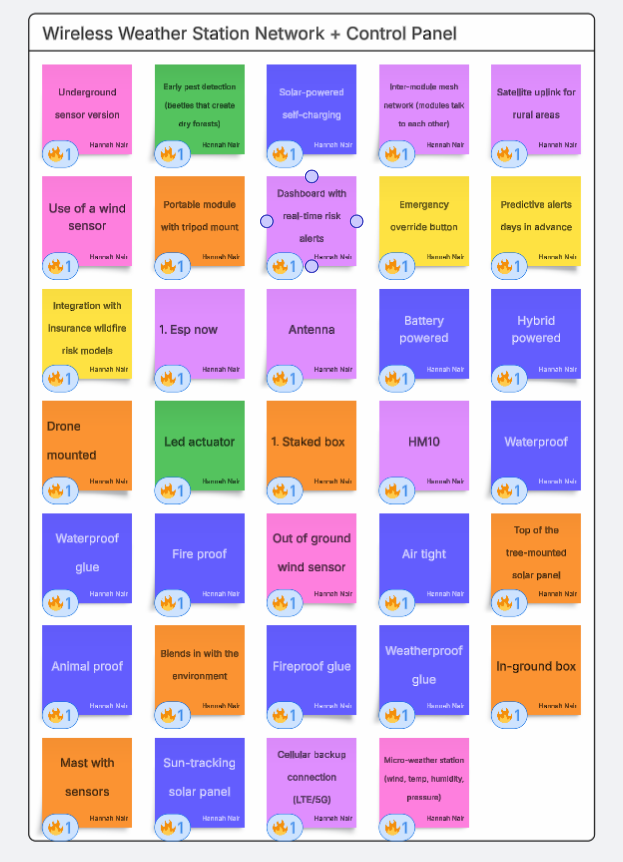 Wireless Weather Station Network + Control Panel
Underground
sensor version
Hannah Nair
🔥1
Early pest detection
(beetles that create
dry forests)
Hannah Nair
🔥1
Solar-powered
self-charging
Hannah Nair
🔥1
Inter-module mesh
network (modules talk
to each other)
Hannah Nair
🔥1
Satellite uplink for
rural areas
Hannah Nair
🔥1
Use of a wind
sensor
Hannah Nair
🔥1
Portable module
with tripod mount
Hannah Nair
🔥1
Dashboard with
real-time risk
alerts
Hannah Nair
🔥1
Emergency
override button
Hannah Nair
🔥1
Predictive alerts
days in advance
Hannah Nair
🔥1
Integration with
insurance wildfire
risk models
Hannah Nair
🔥1
1. Esp now
Hannah Nair
🔥1
Antenna
Hannah Nair
🔥1
Battery
powered
Hannah Nair
🔥1
Hybrid
powered
Hannah Nair
🔥1
Drone
mounted
Hannah Nair
🔥1
Led actuator
Hannah Nair
🔥1
1. Staked box
Hannah Nair
🔥1
HM10
Hannah Nair
🔥1
Waterproof
Hannah Nair
🔥1
Waterproof
glue
Hannah Nair
🔥1
Fire proof
Hannah Nair
🔥1
Out of ground
wind sensor
Hannah Nair
🔥1
Air tight
Hannah Nair
🔥1
Top of the
tree-mounted
solar panel
Hannah Nair
🔥1
Animal proof
Hannah Nair
🔥1
Blends in with the
environment
Hannah Nair
🔥1
Fireproof glue
Hannah Nair
🔥1
Weatherproof
glue
Hannah Nair
🔥1
In-ground box
Hannah Nair
🔥1
Mast with
sensors
Hannah Nair
🔥1
Sun-tracking
solar panel
Hannah Nair
🔥1
Cellular backup
connection
(LTE/5G)
Hannah Nair
🔥1
Micro-weather station
(wind, temp, humidity,
pressure)
Hannah Nair
🔥1